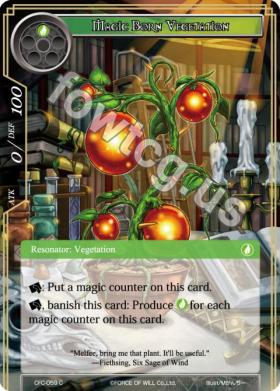 Magic Born Vegetation
0/ DEF 100
ATK
fowtcg.us
Resonator: Vegetation
: Put a magic counter on this card.
, banish this card: Produce for each
magic counter on this card.
"Melfee, bring me that plant. It'll be useful."
—Fiethsing, Six Sage of Wind
CFC-059 C
©FORCE OF WILL CO.,Ltd.